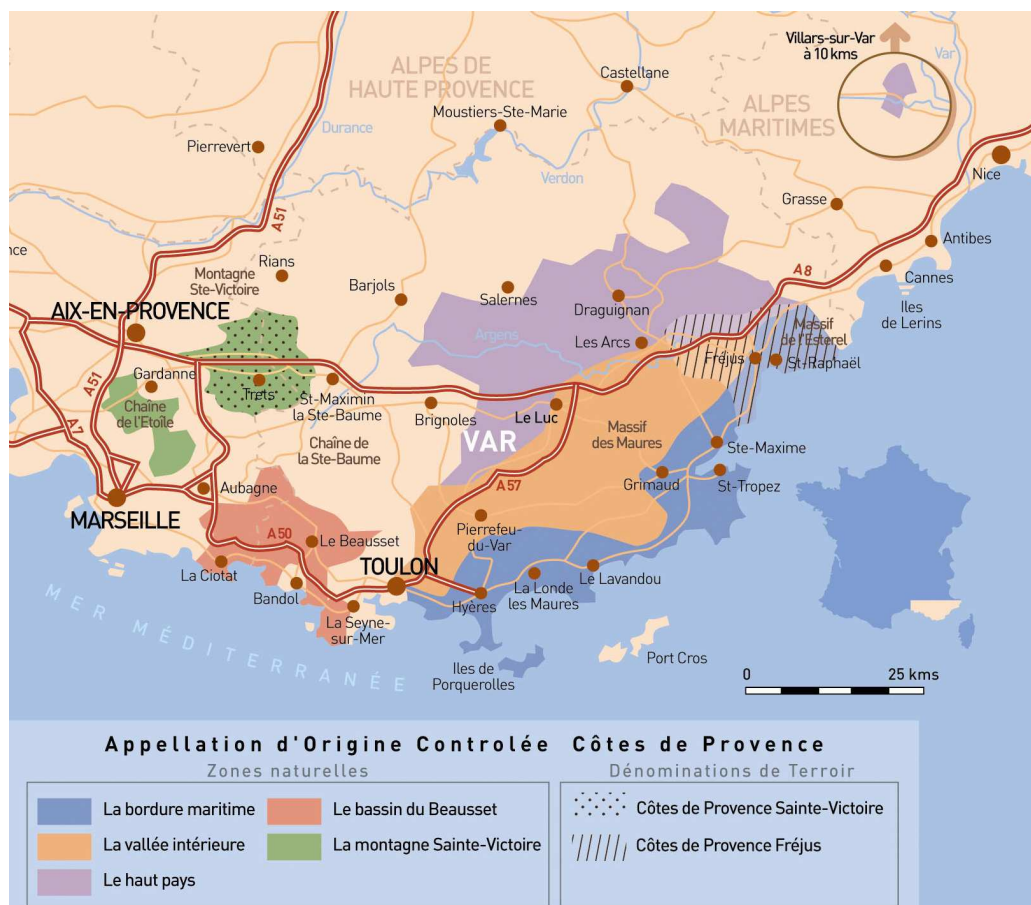 Villars-sur-Var
à 10 kms
Var
ALPES DE
HAUTE PROVENCE
Castellane
Moustiers-Ste-Marie
ALPES
MARITIMES
Durance
Pierrevert
Verdon
Nice
Grasse
A 51
Antibes
nce
Rians
Montagne
Ste-Victoire
Barjols
Salernes
A8
Cannes
Draguignan
Iles
de Lerins
AIX-EN-PROVENCE
Argens
Les Arcs
Massif
de l'Esterel
Fréjus
St-Raphaël
Gardanne
A51
Trets
St-Maximin
la Ste-Baume
Chaine
de l'Etoîle
Brignoles
Le Luc
VAR
Massif
des Maures
A7
Chaîne de
la Ste-Baume
Ste-Maxime
Grimaud
St-Tropez
Aubagne
A57
MARSEILLE
Pierrefeu-
du-Var
A50
Le Beausset
TOULON
La Ciotat
Bandol
Le Lavandou
La Londe
les Maures
Hyères
La Seyne-
sur-Mer
MER MÉDITERRANÉE
Iles de
Porquerolles
Port Cros
0 25 kms
Appellation d'Origine Controlée Côtes de Provence
Zones naturelles
La bordure maritime
La vallée intérieure
Le haut pays
Le bassin du Beausset
La montagne Sainte-Victoire
Dénominations de Terroir
Côtes de Provence Sainte-Victoire
Côtes de Provence Fréjus